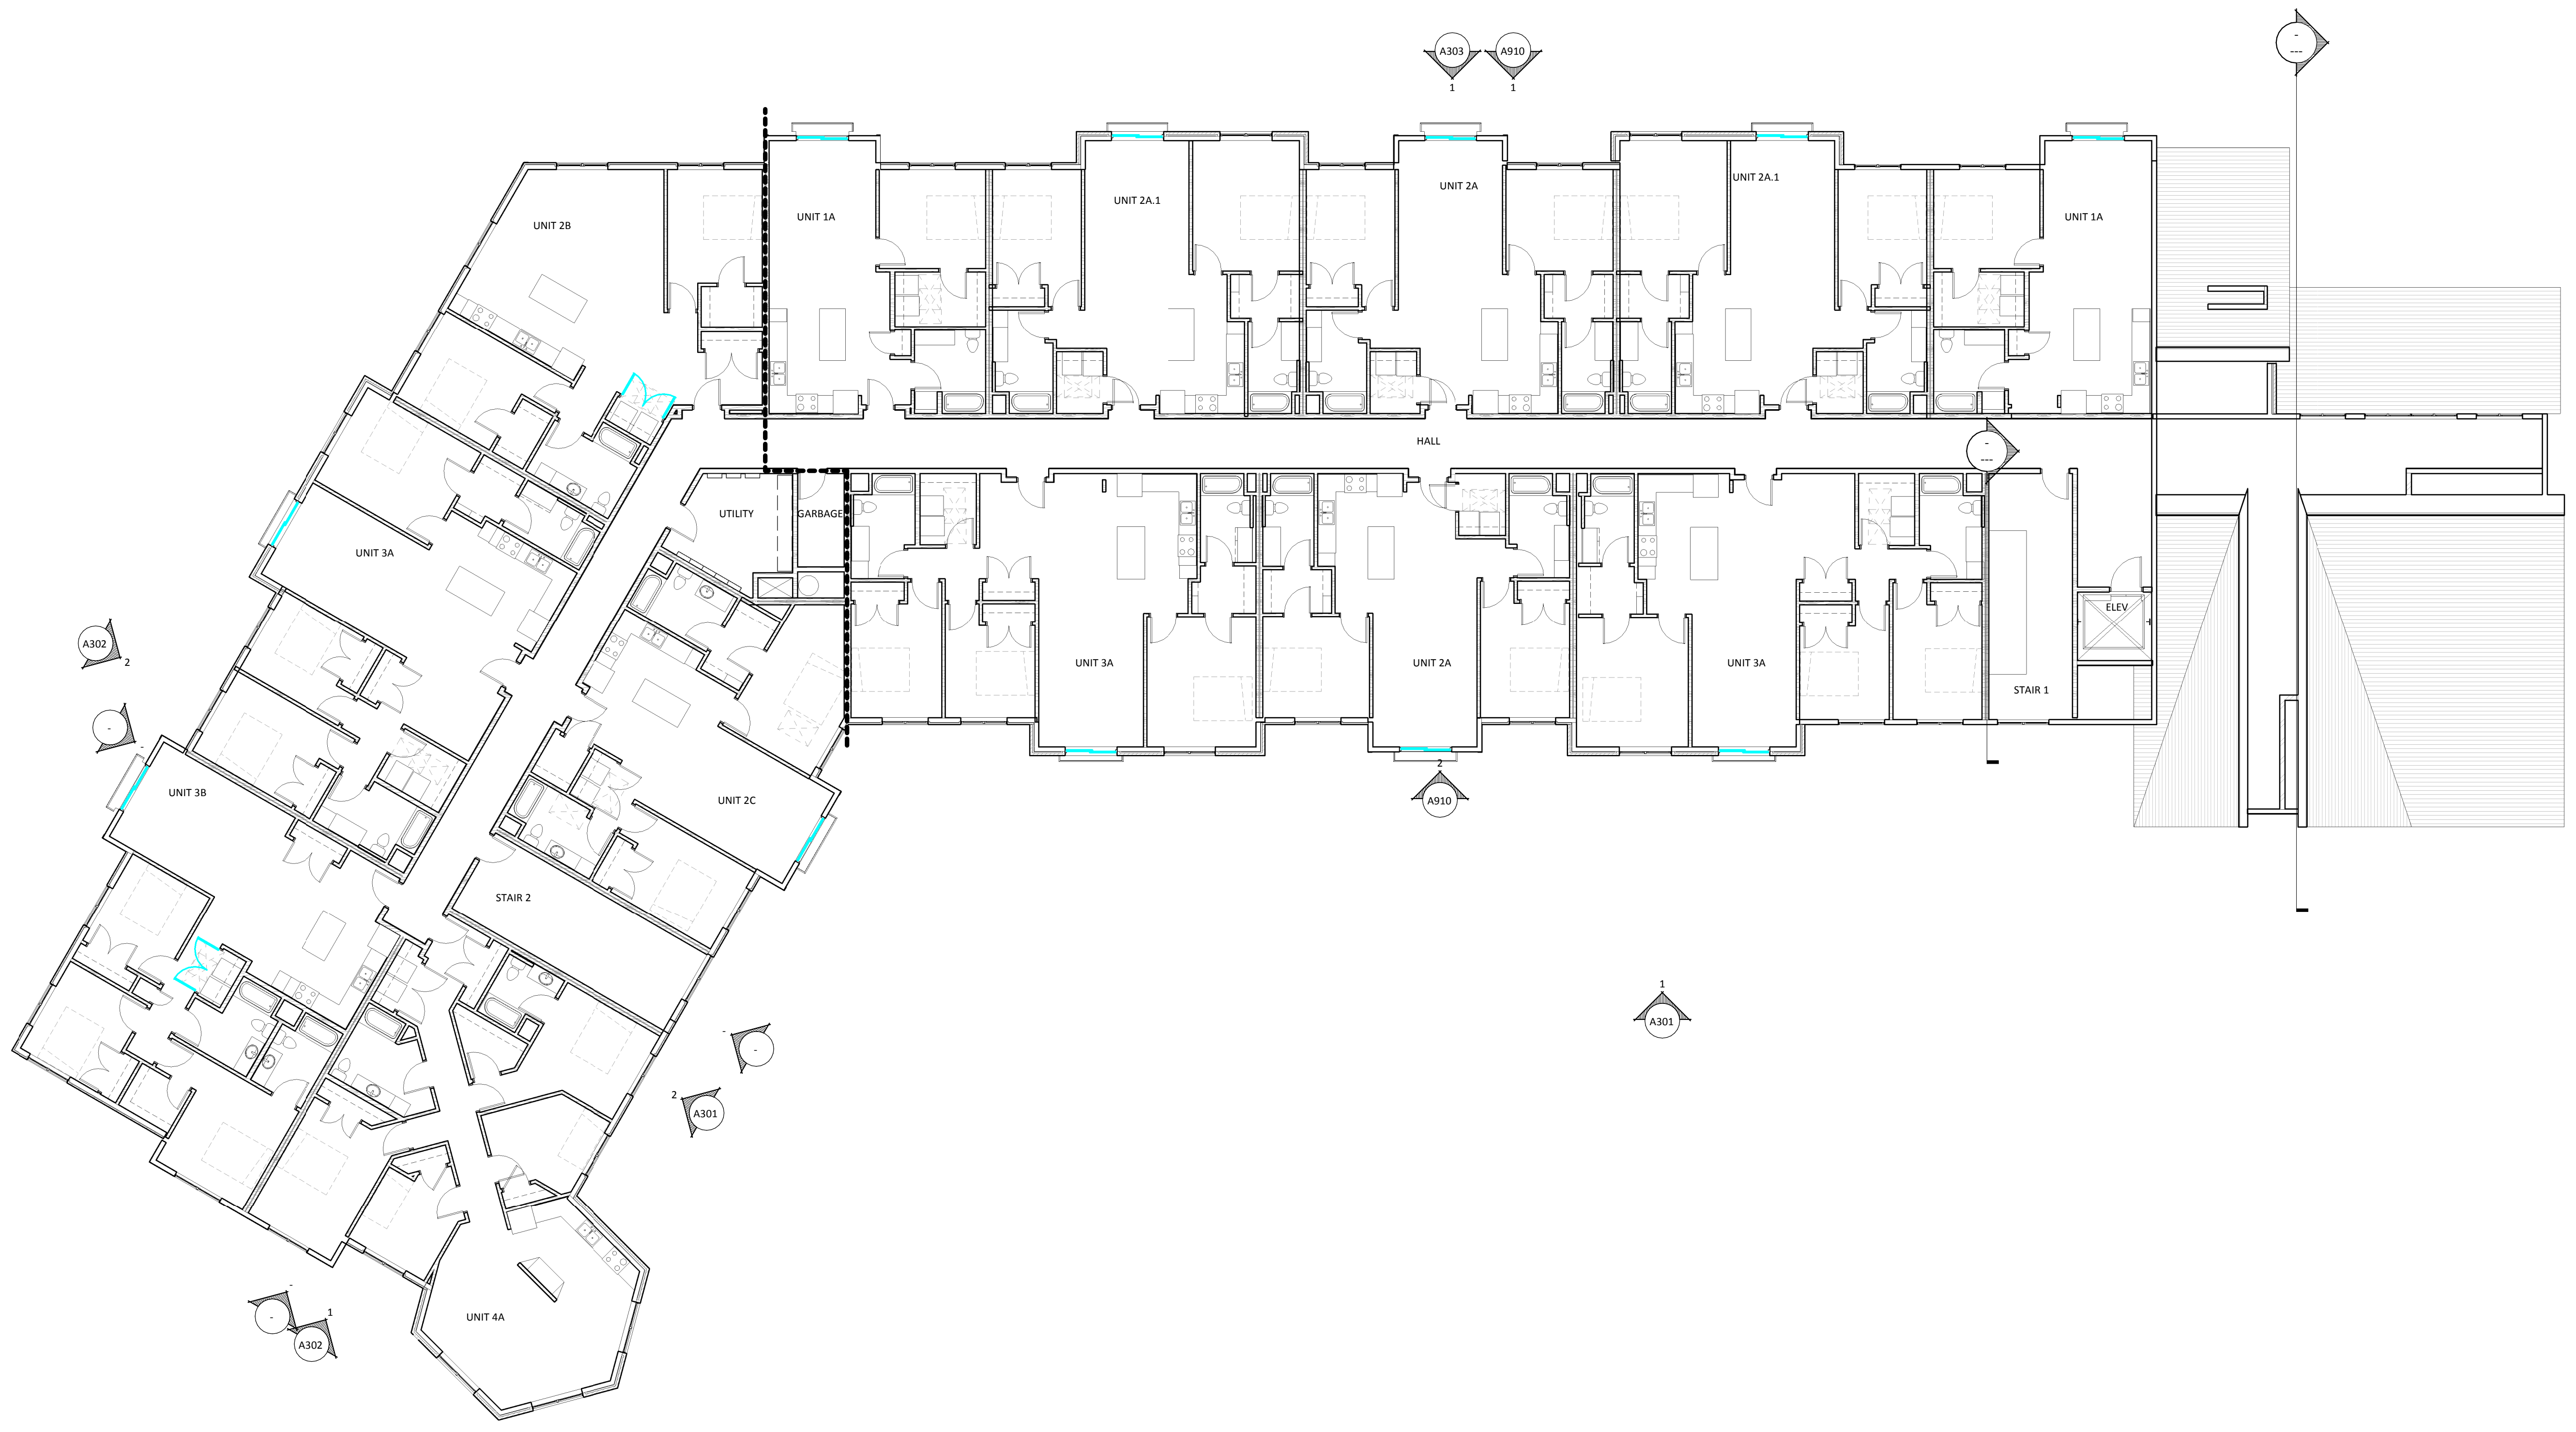 -
---
A303 A910
1 1
UNIT 2A.1
UNIT 2A
UNIT 2A.1
UNIT 1A
UNIT 1A
UNIT 2B
HALL
-
---
UTILITY
GARBAGE
UNIT 3A
ELEV
A302
2
UNIT 3A
UNIT 2A
UNIT 3A
STAIR 1
-
-
2
A910
UNIT 3B
UNIT 2C
STAIR 2
1
A301
-
-
2
A301
-
-
1
A302
UNIT 4A